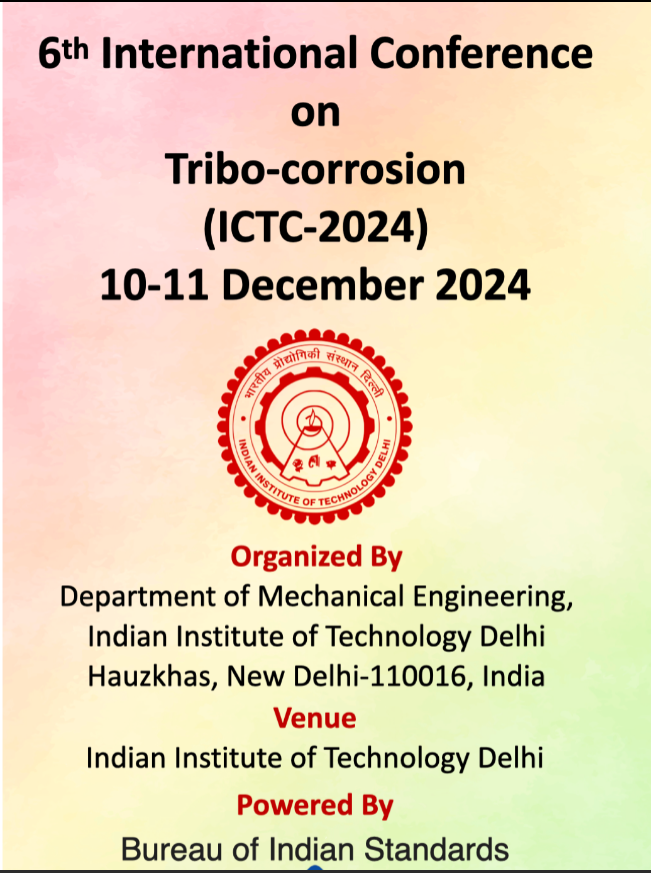 6th International Conference
on
Tribo-corrosion
(ICTC-2024)
10-11 December 2024
भारतीय प्रौद्योगिकी संस्थान दिल्ली
INDIAN INSTITUTE OF TECHNOLOGY DELHI
Organized By
Department of Mechanical Engineering,
Indian Institute of Technology Delhi
Hauzkhas, New Delhi-110016, India
Venue
Indian Institute of Technology Delhi
Powered By
Bureau of Indian Standards